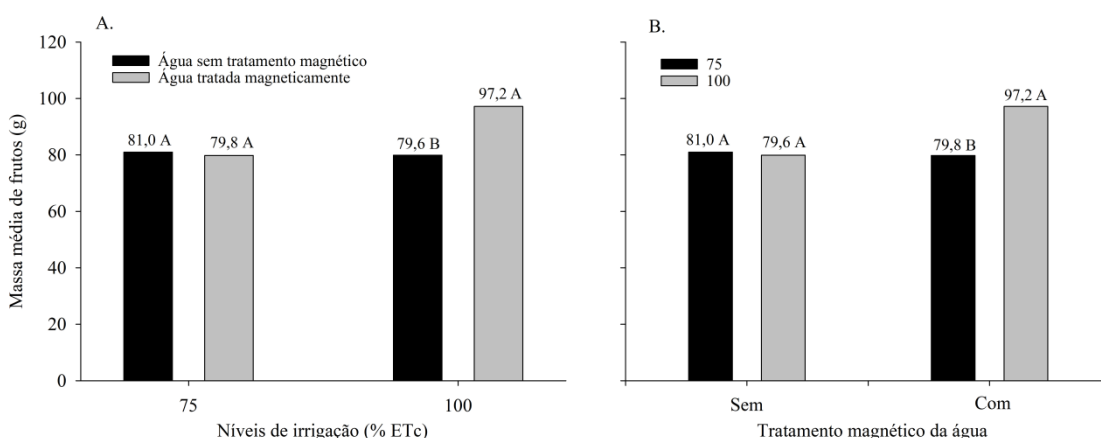 A.
120
100
80
60
40
20
0
Massa média de frutos (g)
Água sem tratamento magnético
Água tratada magneticamente
81,0 A
79,8 A
79,6 B
97,2 A
75
100
Níveis de irrigação (% ETc)
B.
75
100
81,0 A
79,6 A
79,8 B
97,2 A
Sem
Com
Tratamento magnético da água